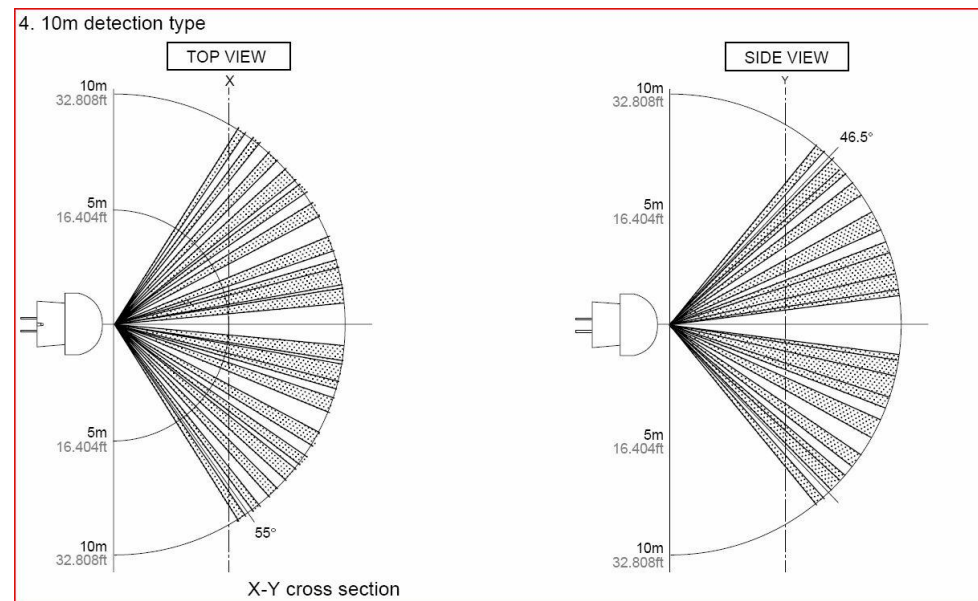 4. 10m detection type
TOP VIEW
X
10m
32.808ft
5m
16.404ft
5m
16.404ft
10m
32.808ft
55°
X-Y cross section
SIDE VIEW
Y
10m
32.808ft
46.5°
5m
16.404ft
5m
16.404ft
10m
32.808ft